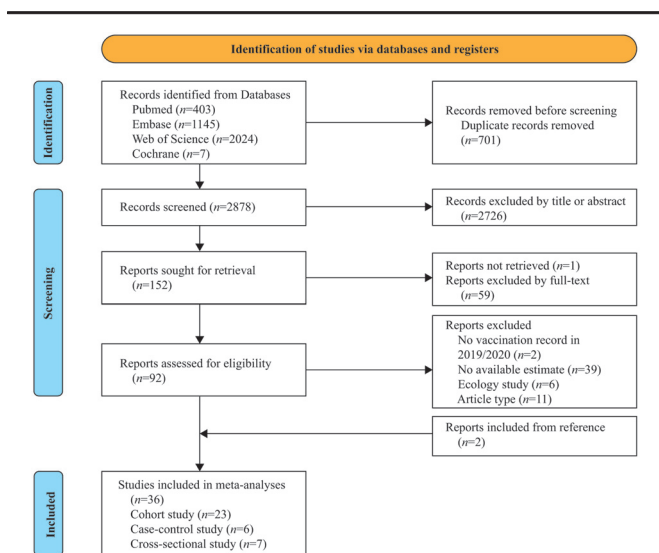 Identification of studies via databases and registers
Identification
Records identified from Databases
Pubmed (n=403)
Embase (n=1145)
Web of Science (n=2024)
Cochrane (n=7)
Records removed before screening
Duplicate records removed
(n=701)
Screening
Records screened (n=2878)
Records excluded by title or abstract
(n=2726)
Reports sought for retrieval
(n=152)
Reports not retrieved (n=1)
Reports excluded by full-text
(n=59)
Reports assessed for eligibility
(n=92)
Reports excluded
No vaccination record in
2019/2020 (n=2)
No available estimate (n=39)
Ecology study (n=6)
Article type (n=11)
Reports included from reference
(n=2)
Included
Studies included in meta-analyses
(n=36)
Cohort study (n=23)
Case-control study (n=6)
Cross-sectional study (n=7)